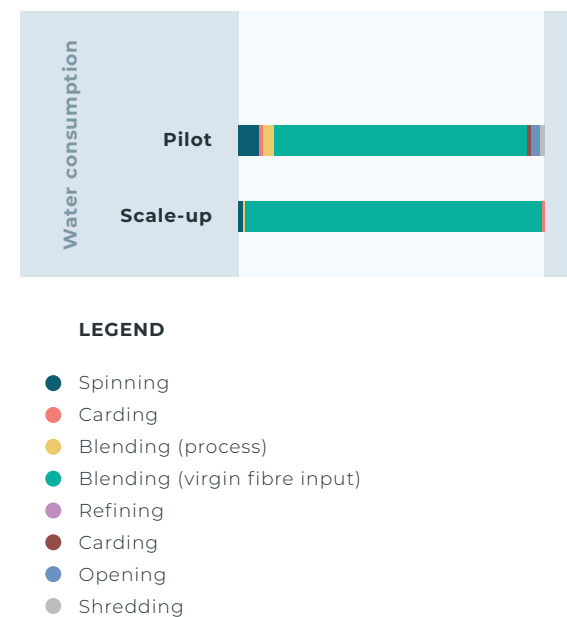 Water consumption
Pilot
Scale-up
LEGEND
Spinning
Carding
Blending (process)
Blending (virgin fibre input)
Refining
Carding
Opening
Shredding